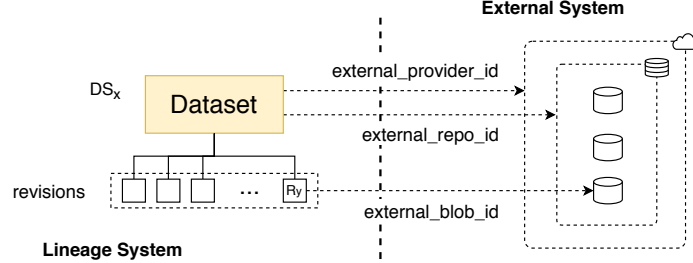 External System
external_provider_id
DSx
Dataset
external_repo_id
revisions
...
Ry
external_blob_id
Lineage System